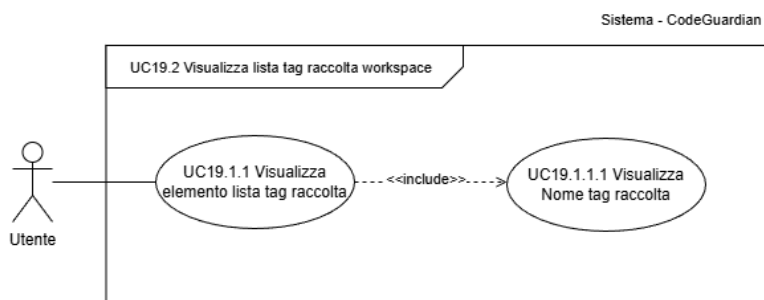 Sistema - CodeGuardian
UC19.2 Visualizza lista tag raccolta workspace
UC19.1.1 Visualizza
elemento lista tag raccolta
<<include>>
UC19.1.1.1 Visualizza
Nome tag raccolta
Utente